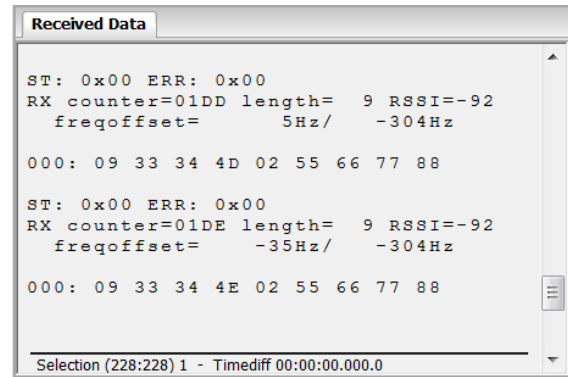 Received Data
ST: 0x00 ERR: 0x00
RX counter=01DD length=  9 RSSI=-92
  freqoffset=      5Hz/   -304Hz
000: 09 33 34 4D 02 55 66 77 88
ST: 0x00 ERR: 0x00
RX counter=01DE length=  9 RSSI=-92
  freqoffset=    -35Hz/   -304Hz
000: 09 33 34 4E 02 55 66 77 88
Selection (228:228) 1  -  Timediff 00:00:00.000.0